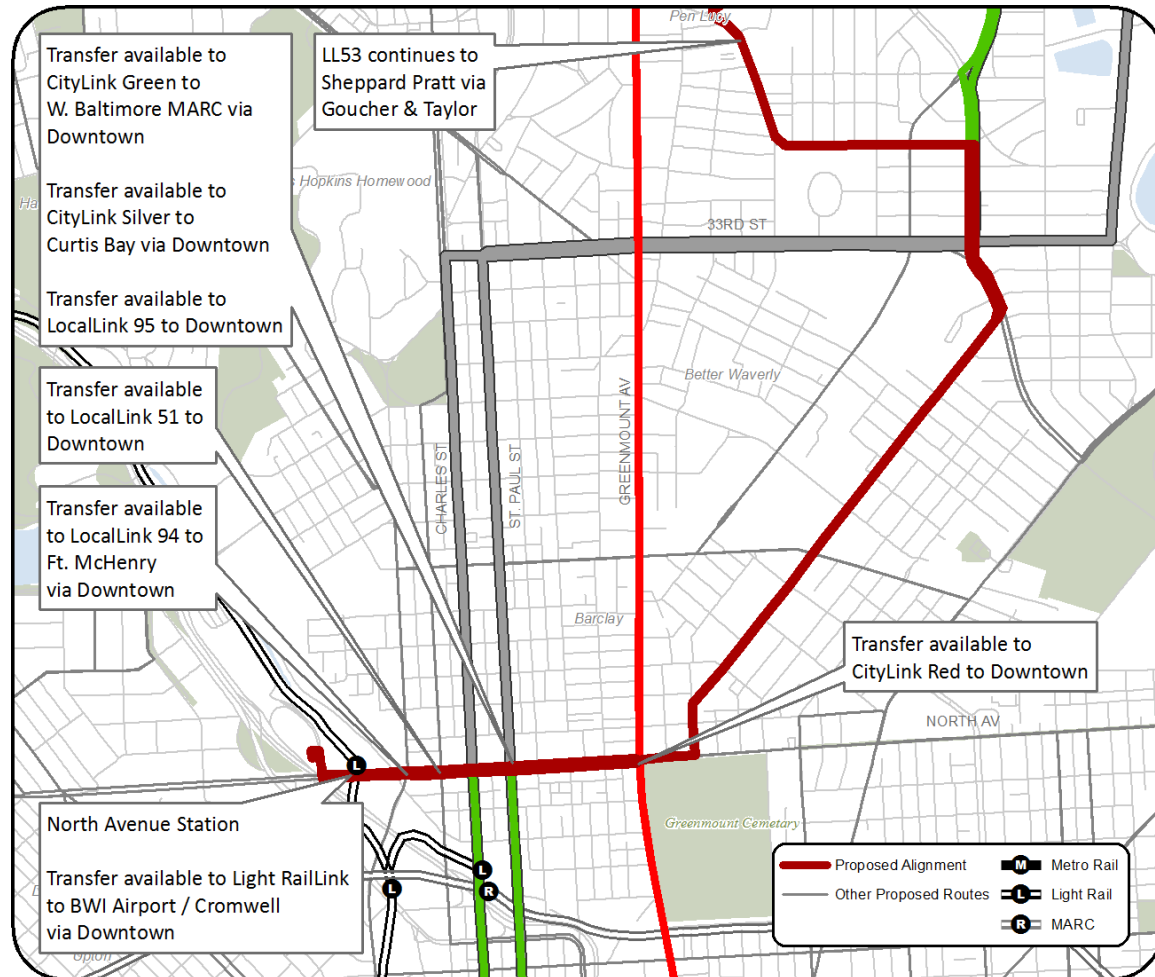 Transfer available to
CityLink Green to
W. Baltimore MARC via
Downtown
Transfer available to
CityLink Silver to
Curtis Bay via Downtown
Transfer available to
LocalLink 95 to Downtown
LL53 continues to
Sheppard Pratt via
Goucher & Taylor
Pen Lucy
s Hopkins Homewood
Ha
33RD ST
Transfer available
to LocalLink 51 to
Downtown
Better Waverly
CHARLES ST
ST. PAUL ST
GREENMOUNT AV
Transfer available
to LocalLink 94 to
Ft. McHenry
via Downtown
Barclay
Transfer available to
CityLink Red to Downtown
NORTH AV
L
North Avenue Station
Transfer available to Light RailLink
to BWI Airport / Cromwell
via Downtown
Greenmount Cemetary
L
R
L
Upton
Proposed Alignment
Other Proposed Routes
M Metro Rail
L Light Rail
R MARC